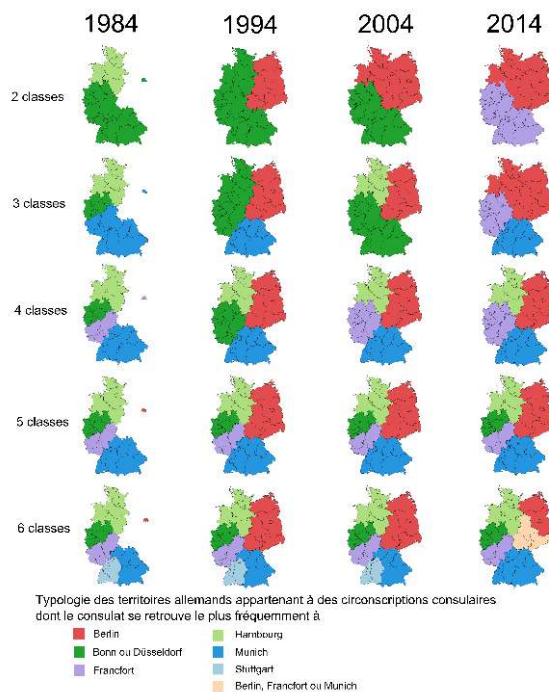 1984 1994 2004 2014
2 classes
3 classes
4 classes
5 classes
6 classes
Typologie des territoires allemands appartenant à des circonscriptions consulaires
dont le consulat se retrouve le plus fréquemment à
Berlin
Bonn ou Düsseldorf
Francfort
Hambourg
Munich
Stuttgart
Berlin, Francfort ou Munich